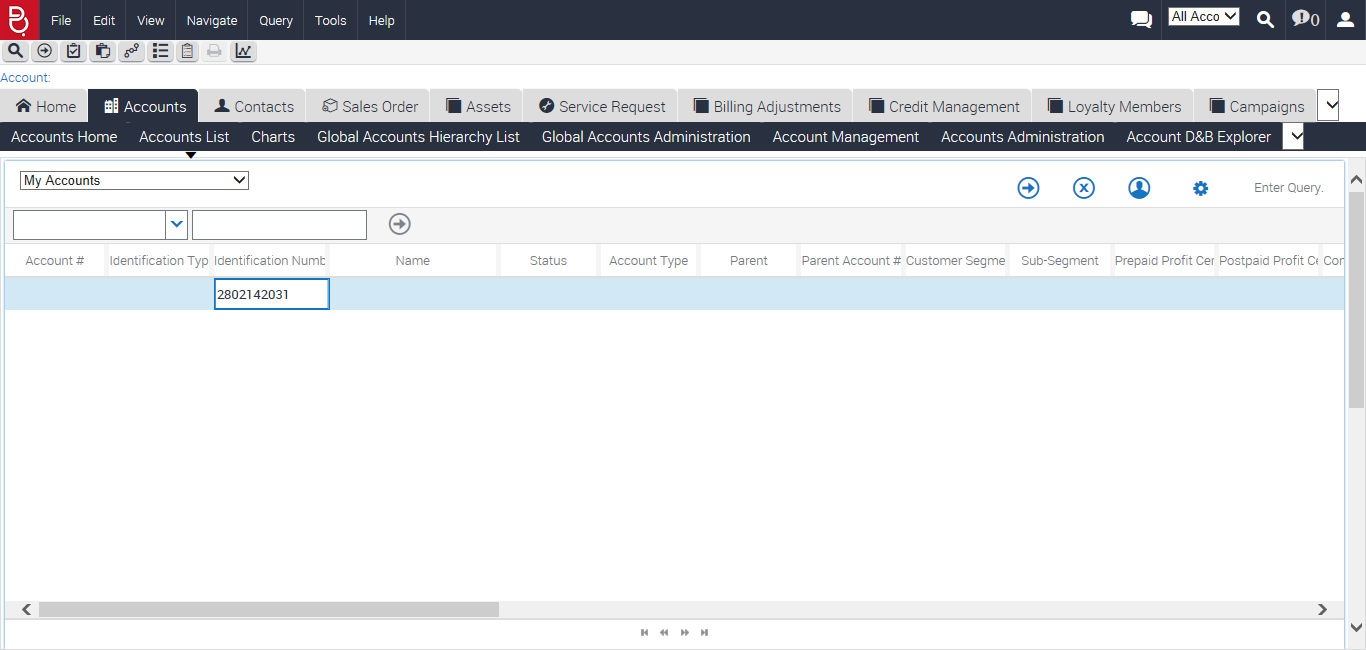 File Edit View Navigate Query Tools Help All Acco 0
Account:
Home Accounts Contacts Sales Order Assets Service Request Billing Adjustments Credit Management Loyalty Members Campaigns
Accounts Home Accounts List Charts Global Accounts Hierarchy List Global Accounts Administration Account Management Accounts Administration Account D&B Explorer
My Accounts Enter Query.
Account # Identification Typ Identification Numb Name Status Account Type Parent Parent Account # Customer Segme Sub-Segment Prepaid Profit Cer Postpaid Profit Ce Cor
2802142031